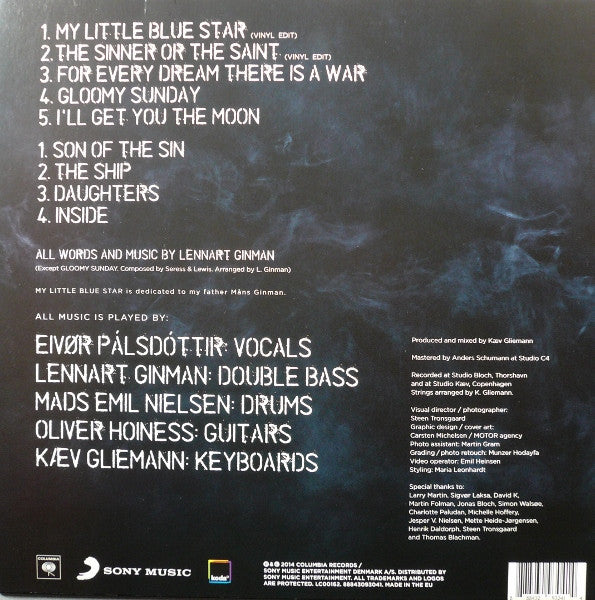 1. MY LITTLE BLUE STAR (VINYL EDIT)
2. THE SINNER OR THE SAINT (VINYL EDIT)
3. FOR EVERY DREAM THERE IS A WAR
4. GLOOMY SUNDAY
5. I'LL GET YOU THE MOON
1. SON OF THE SIN
2. THE SHIP
3. DAUGHTERS
4. INSIDE
ALL WORDS AND MUSIC BY LENNART GINMAN
(Except GLOOMY SUNDAY. Composed by Seress & Lewis. Arranged by L. Ginman)
MY LITTLE BLUE STAR is dedicated to my father Måns Ginman.
ALL MUSIC IS PLAYED BY:
EIVØR PÁLSDÓTTIR: VOCALS
LENNART GINMAN: DOUBLE BASS
MADS EMIL NIELSEN: DRUMS
OLIVER HOINESS: GUITARS
KÆV GLIEMANN: KEYBOARDS
Produced and mixed by Kæv Gliemann
Mastered by Anders Schumann at Studio C4
Recorded at Studio Bloch, Thorshavn
and at Studio Kæv, Copenhagen
Strings arranged by K. Gliemann.
Visual director / photographer:
Steen Tronsgaard
Graphic design / cover art:
Carsten Michelsen / MOTOR agency
Photo assistant: Martin Gram
Grading / photo retouch: Munzer Hodayfa
Video operator: Emil Heinsen
Styling: Maria Leonhardt
Special thanks to:
Larry Martin, Sigvør Laksa, David K,
Martin Folman, Jonas Bloch, Simon Walsøe,
Charlotte Paludan, Michelle Hoffery,
Jesper V. Nielsen, Mette Heide-Jørgensen,
Henrik Daldorph, Steen Tronsgaard
and Thomas Blachman.
COLUMBIA
SONY MUSIC
koda
℗ & © 2014 COLUMBIA RECORDS /
SONY MUSIC ENTERTAINMENT DENMARK A/S. DISTRIBUTED BY
SONY MUSIC ENTERTAINMENT. ALL TRADEMARKS AND LOGOS
ARE PROTECTED. LC00162. 88843093041. MADE IN THE EU